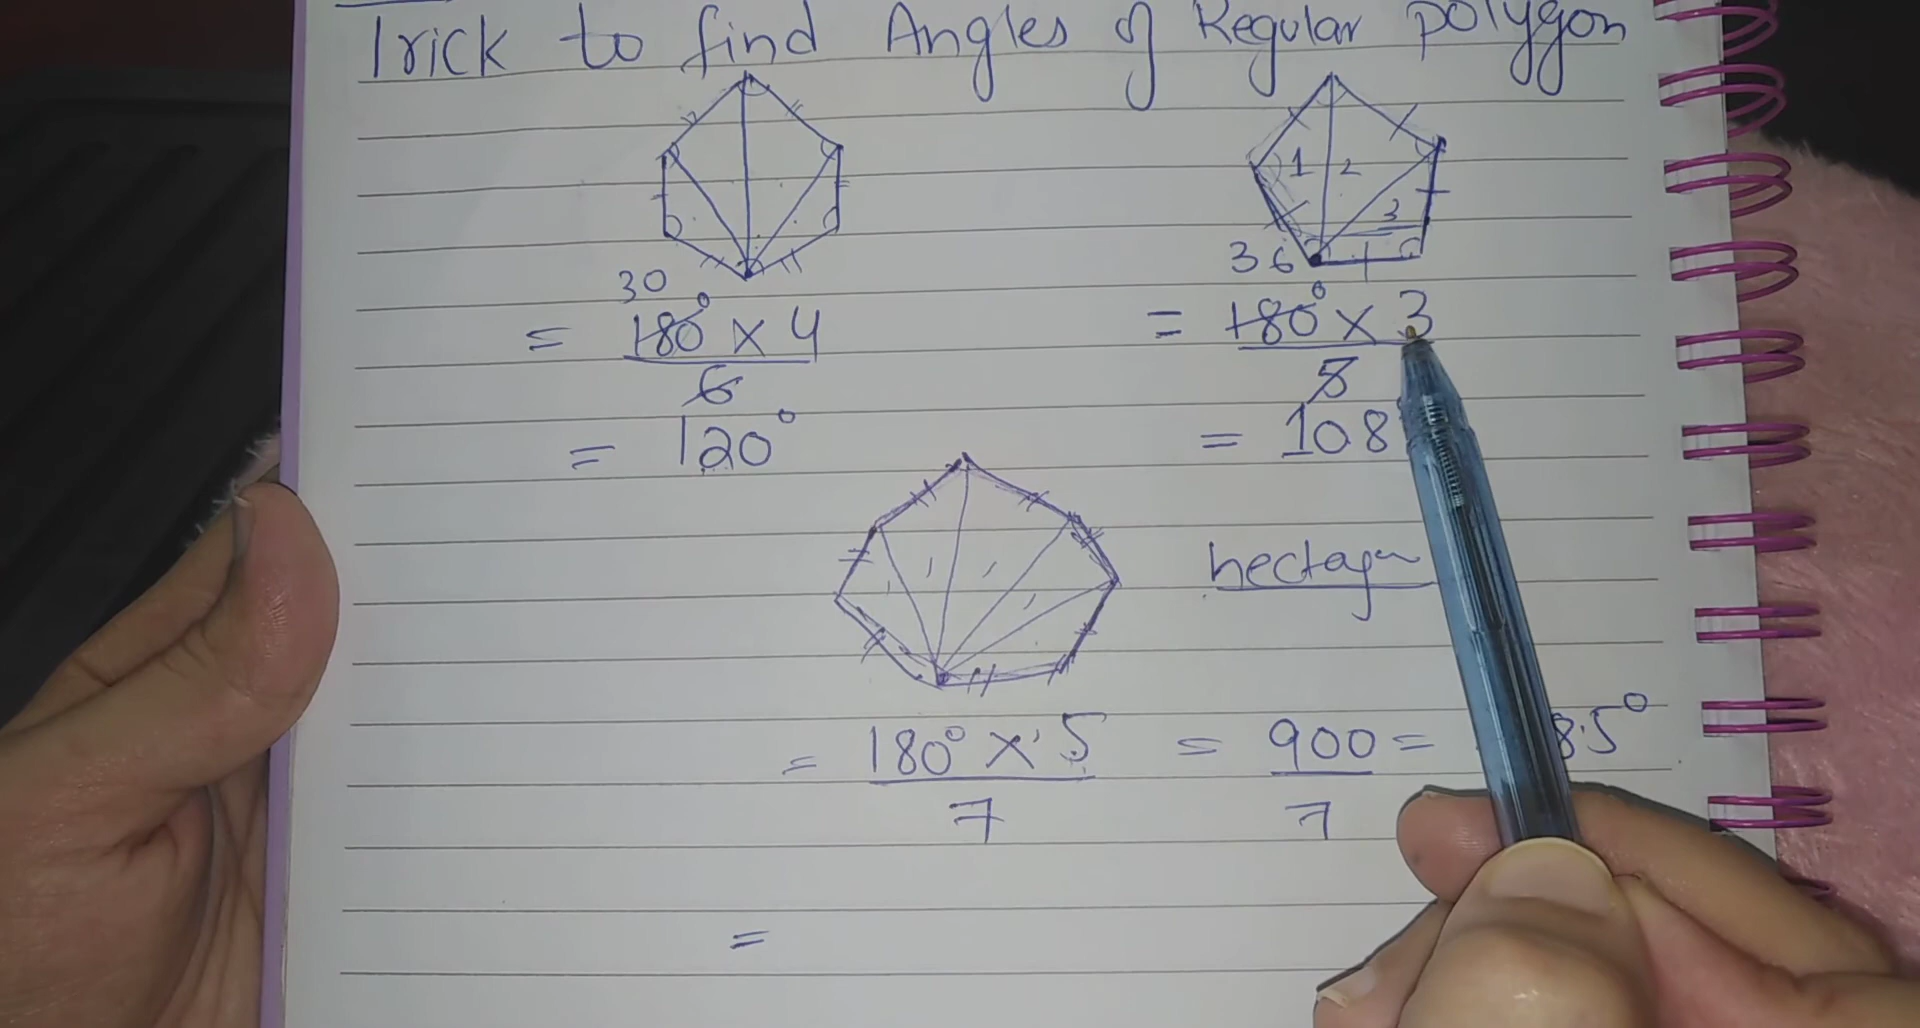 Trick to find Angles of Regular polygon
1 2
3
30
= 180° x 4
6
= 120°
36
= 180° x 3
5
= 108
hectagon
= 180° x 5 = 900 = 8.5°
7 7
=